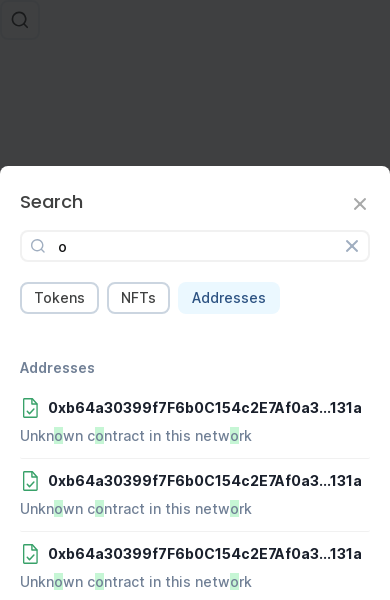 Search
o
Tokens NFTs Addresses
Addresses
0xb64a30399f7F6b0C154c2E7Af0a3...131a
Unknown contract in this network
0xb64a30399f7F6b0C154c2E7Af0a3...131a
Unknown contract in this network
0xb64a30399f7F6b0C154c2E7Af0a3...131a
Unknown contract in this network